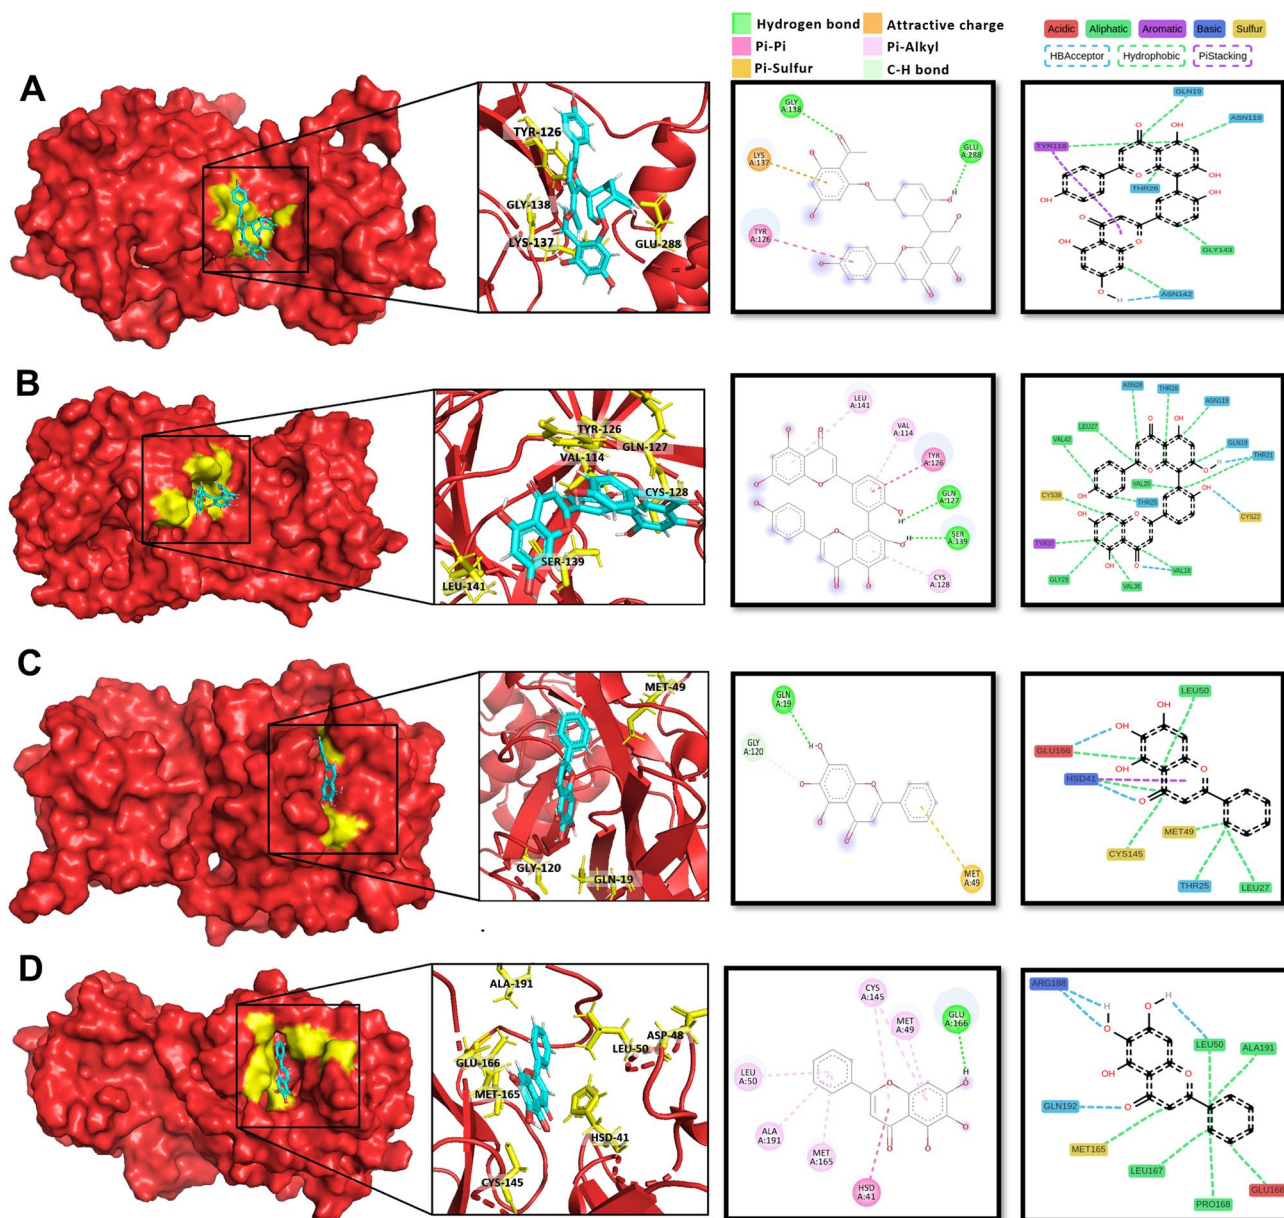 Hydrogen bond
Attractive charge
Pi-Pi
Pi-Alkyl
Pi-Sulfur
C-H bond
Acidic
Aliphatic
Aromatic
Basic
Sulfur
HBAcceptor
Hydrophobic
PiStacking
A
TYR-126
GLY-138
LYS-137
GLU-288
GLY
A:138
LYS
A:137
GLU
A:288
TYR
A:126
GLN19
ASN119
TYR118
THR26
GLY143
ASN142
B
TYR-126
GLN-127
VAL-114
CYS-128
SER-139
LEU-141
LEU
A:141
VAL
A:114
TYR
A:126
GLN
A:127
SER
A:139
CYS
A:128
ASN28
THR26
ASN119
LEU27
GLN19
VAL42
THR21
VAL20
CYS38
THR25
CYS22
TYR37
GLY29
VAL36
VAL18
C
MET-49
GLY-120
GLN-19
GLN
A:19
GLY
A:120
MET
A:49
LEU50
GLU166
HSD41
MET49
CYS145
THR25
LEU27
D
ALA-191
ASP-48
LEU-50
GLU-166
MET-165
HSD-41
CYS-145
CYS
A:145
MET
A:49
GLU
A:166
LEU
A:50
ALA
A:191
MET
A:165
HSD
A:41
ARG188
LEU50
ALA191
GLN192
MET165
LEU167
PRO168
GLU166